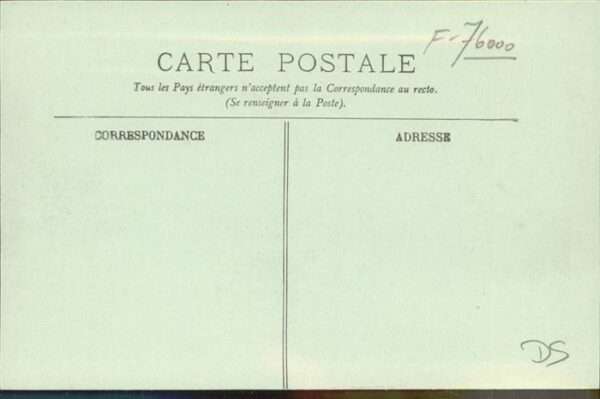 F-76000
CARTE POSTALE
Tous les Pays étrangers n'acceptent pas la Correspondance au recto.
(Se renseigner à la Poste).
CORRESPONDANCE
ADRESSE
DS